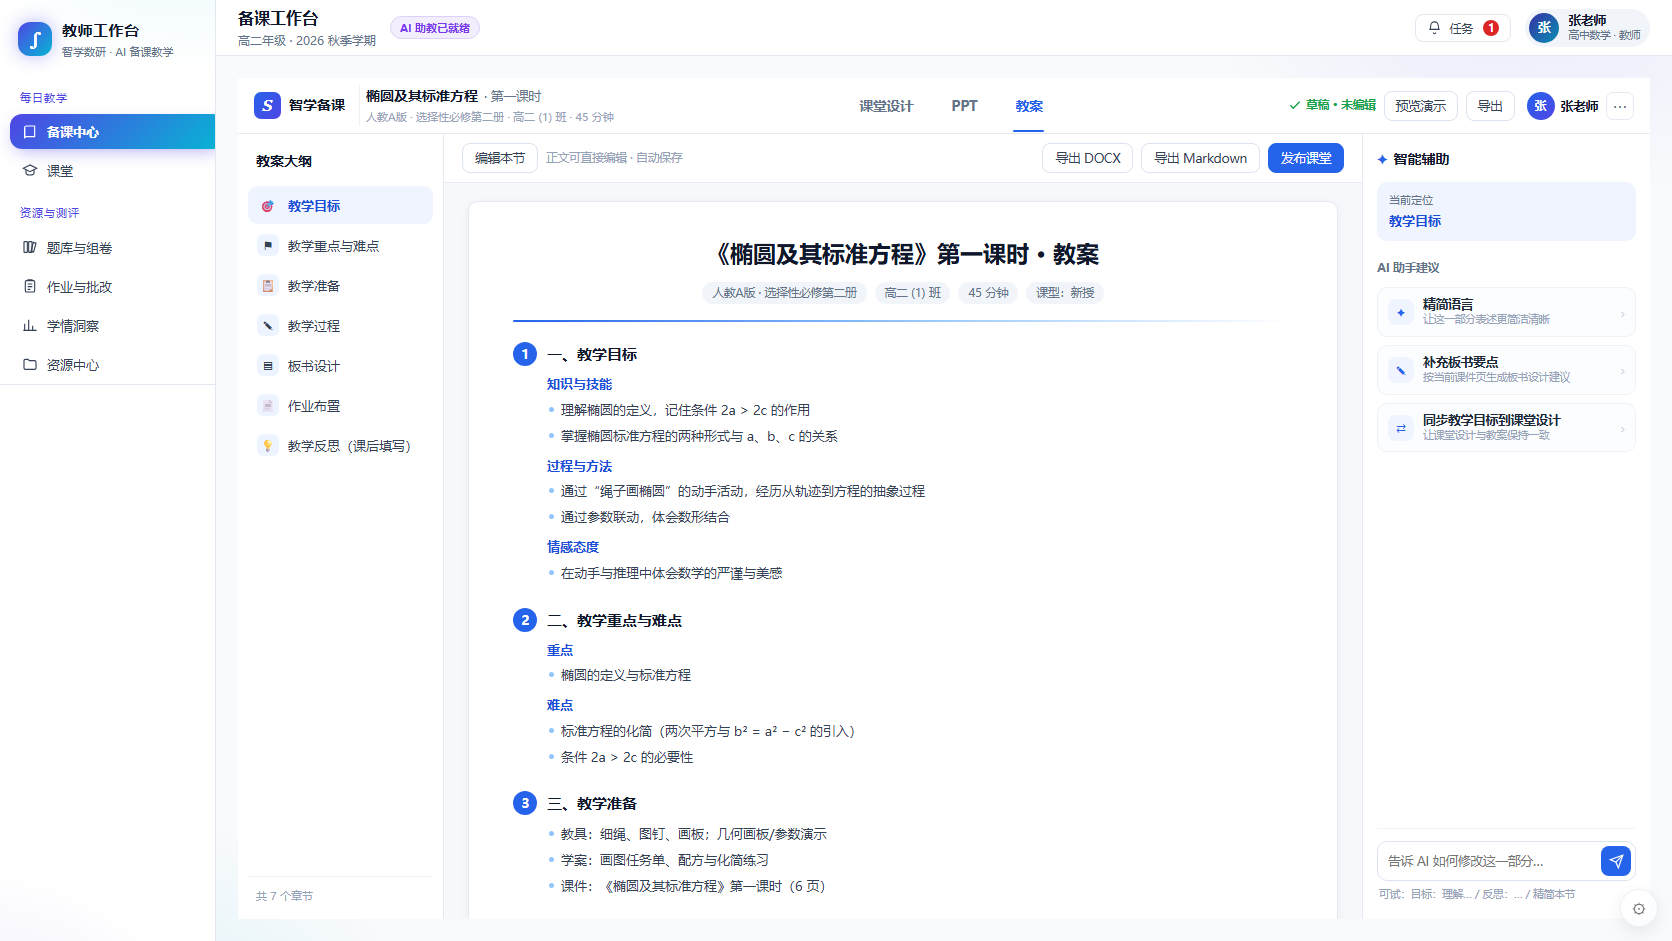 教师工作台
智学数研 · AI 备课教学
每日教学
备课中心
课堂
资源与测评
题库与组卷
作业与批改
学情洞察
资源中心
备课工作台
高二年级 · 2026 秋季学期
AI 助教已就绪
任务 1
张
张老师
高中数学 · 教师
S 智学备课
椭圆及其标准方程 · 第一课时
人教A版 · 选择性必修第二册 · 高二 (1) 班 · 45 分钟
课堂设计
PPT
教案
草稿 • 未编辑
预览演示
导出
张 张老师
教案大纲
教学目标
教学重点与难点
教学准备
教学过程
板书设计
作业布置
教学反思（课后填写）
共 7 个章节
编辑本节
正文可直接编辑 · 自动保存
导出 DOCX
导出 Markdown
发布课堂
《椭圆及其标准方程》第一课时 · 教案
人教A版 · 选择性必修第二册
高二 (1) 班
45 分钟
课型：新授
1 一、教学目标
知识与技能
理解椭圆的定义，记住条件 2a > 2c 的作用
掌握椭圆标准方程的两种形式与 a、b、c 的关系
过程与方法
通过“绳子画椭圆”的动手活动，经历从轨迹到方程的抽象过程
通过参数联动，体会数形结合
情感态度
在动手与推理中体会数学的严谨与美感
2 二、教学重点与难点
重点
椭圆的定义与标准方程
难点
标准方程的化简（两次平方与 b² = a² − c² 的引入）
条件 2a > 2c 的必要性
3 三、教学准备
教具：细绳、图钉、画板；几何画板/参数演示
学案：画图任务单、配方与化简练习
课件：《椭圆及其标准方程》第一课时（6 页）
智能辅助
当前定位
教学目标
AI 助手建议
精简语言
让这一部分表述更简洁清晰
补充板书要点
按当前课件页生成板书设计建议
同步教学目标到课堂设计
让课堂设计与教案保持一致
告诉 AI 如何修改这一部分...
可试：目标：理解... / 反思：... / 精简本节